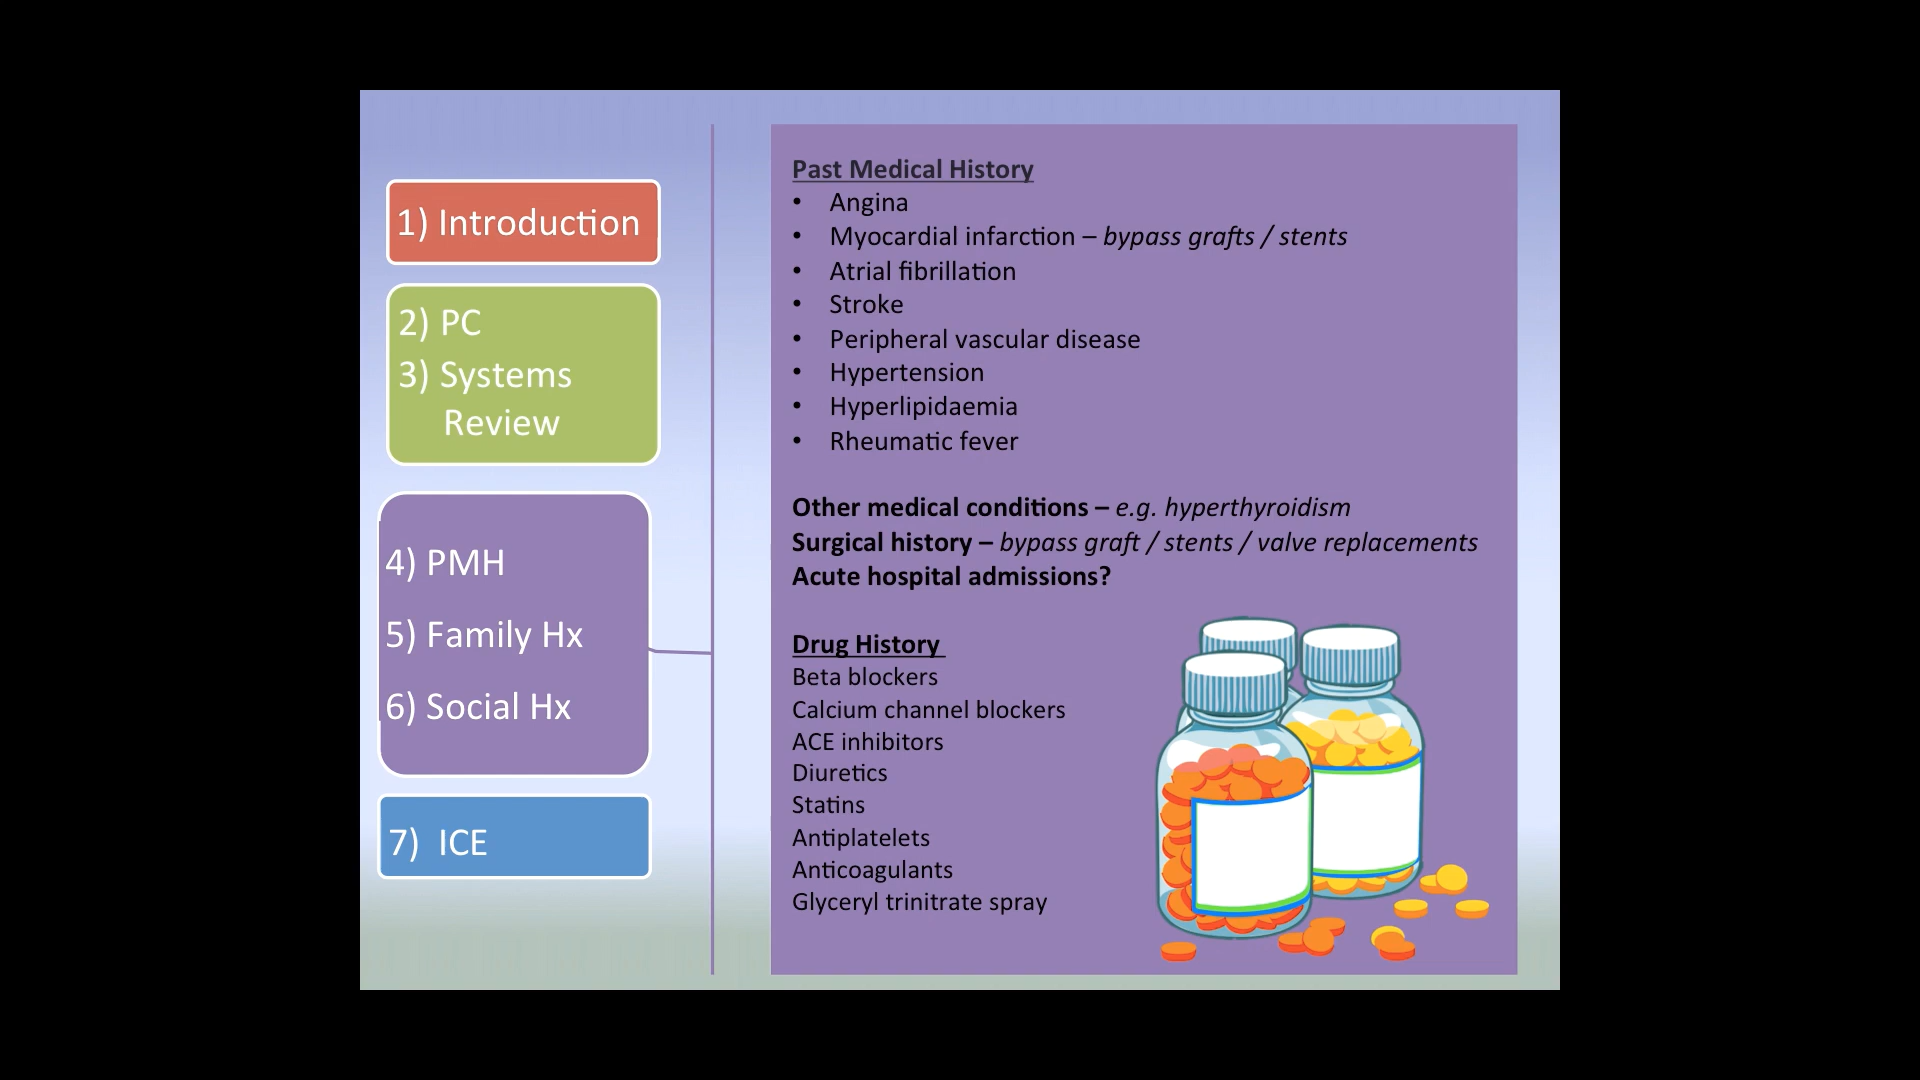 1) Introduction
2) PC
3) Systems
Review
4) PMH
5) Family Hx
6) Social Hx
7) ICE
Past Medical History
• Angina
• Myocardial infarction – bypass grafts / stents
• Atrial fibrillation
• Stroke
• Peripheral vascular disease
• Hypertension
• Hyperlipidaemia
• Rheumatic fever
Other medical conditions – e.g. hyperthyroidism
Surgical history – bypass graft / stents / valve replacements
Acute hospital admissions?
Drug History
Beta blockers
Calcium channel blockers
ACE inhibitors
Diuretics
Statins
Antiplatelets
Anticoagulants
Glyceryl trinitrate spray